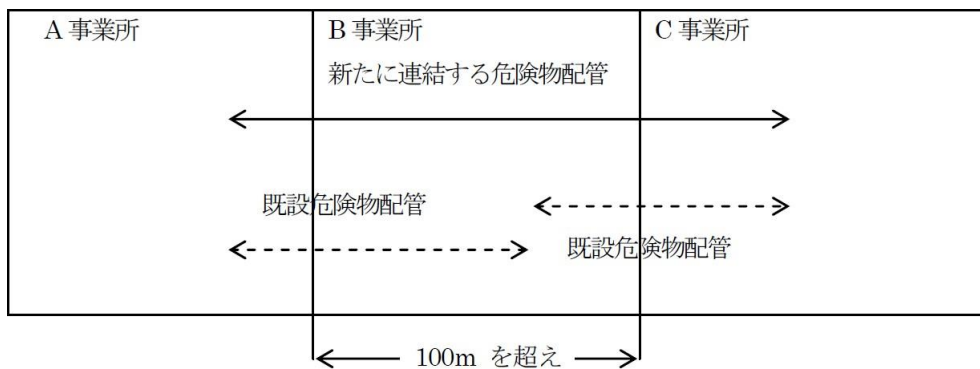 A 事業所
B 事業所
C 事業所
新たに連結する危険物配管
既設危険物配管
既設危険物配管
100m を超え